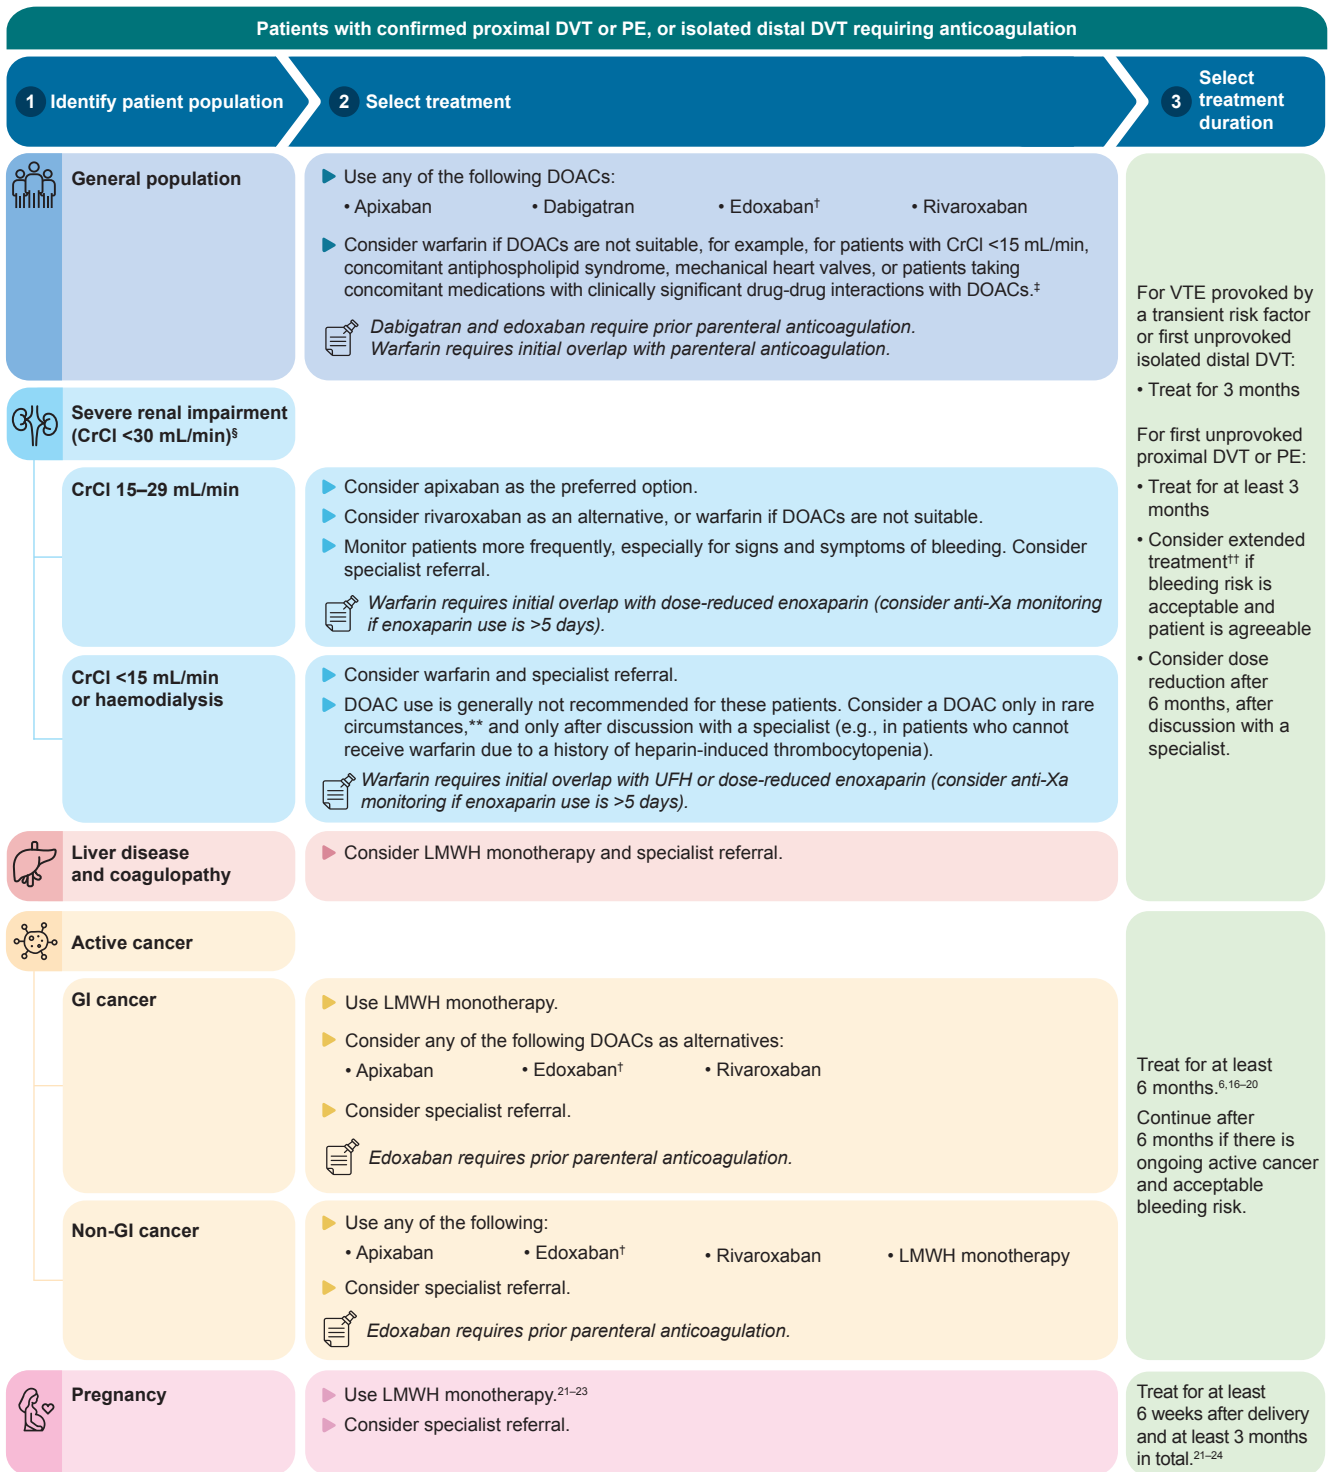 Patients with confirmed proximal DVT or PE, or isolated distal DVT requiring anticoagulation
1 Identify patient population
2 Select treatment
3 Select
treatment
duration
General population
Use any of the following DOACs:
• Apixaban • Dabigatran • Edoxaban† • Rivaroxaban
Consider warfarin if DOACs are not suitable, for example, for patients with CrCl <15 mL/min,
concomitant antiphospholipid syndrome, mechanical heart valves, or patients taking
concomitant medications with clinically significant drug-drug interactions with DOACs.‡
Dabigatran and edoxaban require prior parenteral anticoagulation.
Warfarin requires initial overlap with parenteral anticoagulation.
Severe renal impairment
(CrCl <30 mL/min)§
CrCl 15–29 mL/min
Consider apixaban as the preferred option.
Consider rivaroxaban as an alternative, or warfarin if DOACs are not suitable.
Monitor patients more frequently, especially for signs and symptoms of bleeding. Consider
specialist referral.
Warfarin requires initial overlap with dose-reduced enoxaparin (consider anti-Xa monitoring
if enoxaparin use is >5 days).
CrCl <15 mL/min
or haemodialysis
Consider warfarin and specialist referral.
DOAC use is generally not recommended for these patients. Consider a DOAC only in rare
circumstances,** and only after discussion with a specialist (e.g., in patients who cannot
receive warfarin due to a history of heparin-induced thrombocytopenia).
Warfarin requires initial overlap with UFH or dose-reduced enoxaparin (consider anti-Xa
monitoring if enoxaparin use is >5 days).
Liver disease
and coagulopathy
Consider LMWH monotherapy and specialist referral.
For VTE provoked by
a transient risk factor
or first unprovoked
isolated distal DVT:
• Treat for 3 months
For first unprovoked
proximal DVT or PE:
• Treat for at least 3
months
• Consider extended
treatment†† if
bleeding risk is
acceptable and
patient is agreeable
• Consider dose
reduction after
6 months, after
discussion with a
specialist.
Active cancer
GI cancer
Use LMWH monotherapy.
Consider any of the following DOACs as alternatives:
• Apixaban • Edoxaban† • Rivaroxaban
Consider specialist referral.
Edoxaban requires prior parenteral anticoagulation.
Non-GI cancer
Use any of the following:
• Apixaban • Edoxaban† • Rivaroxaban • LMWH monotherapy
Consider specialist referral.
Edoxaban requires prior parenteral anticoagulation.
Treat for at least
6 months.6,16–20
Continue after
6 months if there is
ongoing active cancer
and acceptable
bleeding risk.
Pregnancy
Use LMWH monotherapy.21–23
Consider specialist referral.
Treat for at least
6 weeks after delivery
and at least 3 months
in total.21–24